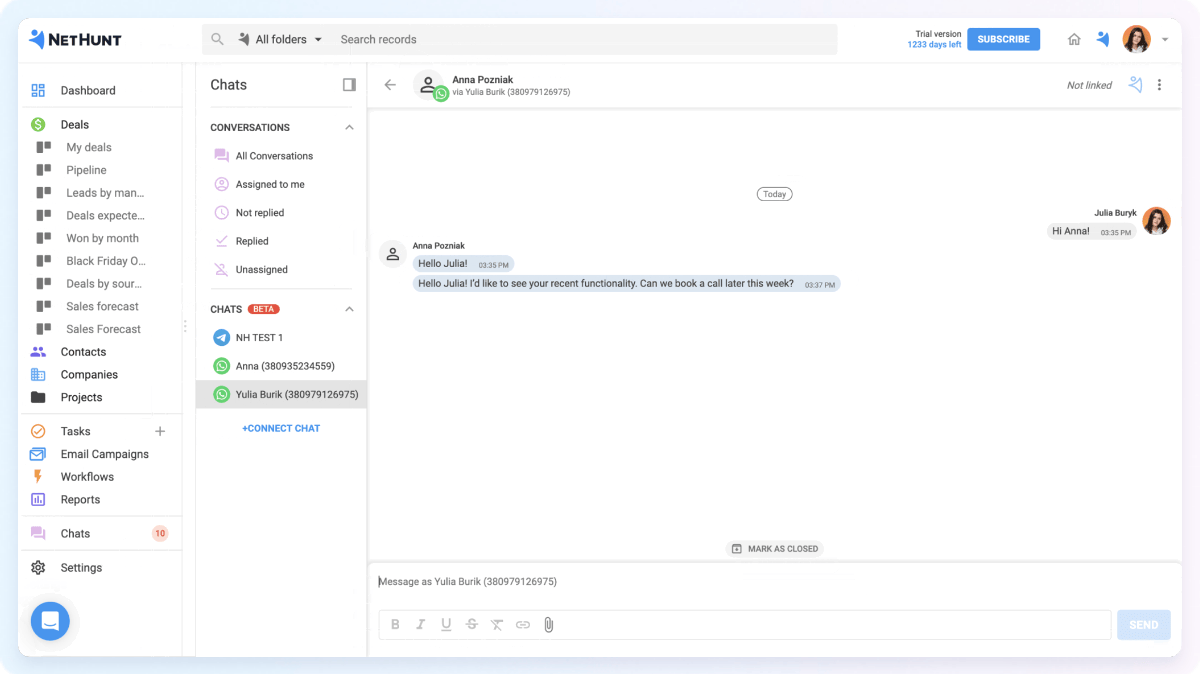 NETHUNT
All folders
Search records
Trial version
1233 days left
SUBSCRIBE
Dashboard
Deals
My deals
Pipeline
Leads by man...
Deals expecte...
Won by month
Black Friday O...
Deals by sour...
Sales forecast
Sales Forecast
Contacts
Companies
Projects
Tasks
Email Campaigns
Workflows
Reports
Chats 10
Settings
Chats
CONVERSATIONS
All Conversations
Assigned to me
Not replied
Replied
Unassigned
CHATS BETA
NH TEST 1
Anna (380935234559)
Yulia Burik (380979126975)
+CONNECT CHAT
Anna Pozniak
via Yulia Burik (380979126975)
Not linked
Today
Julia Buryk
Hi Anna! 03:35 PM
Anna Pozniak
Hello Julia! 03:35 PM
Hello Julia! I'd like to see your recent functionality. Can we book a call later this week? 03:37 PM
MARK AS CLOSED
Message as Yulia Burik (380979126975)
B I U S
SEND